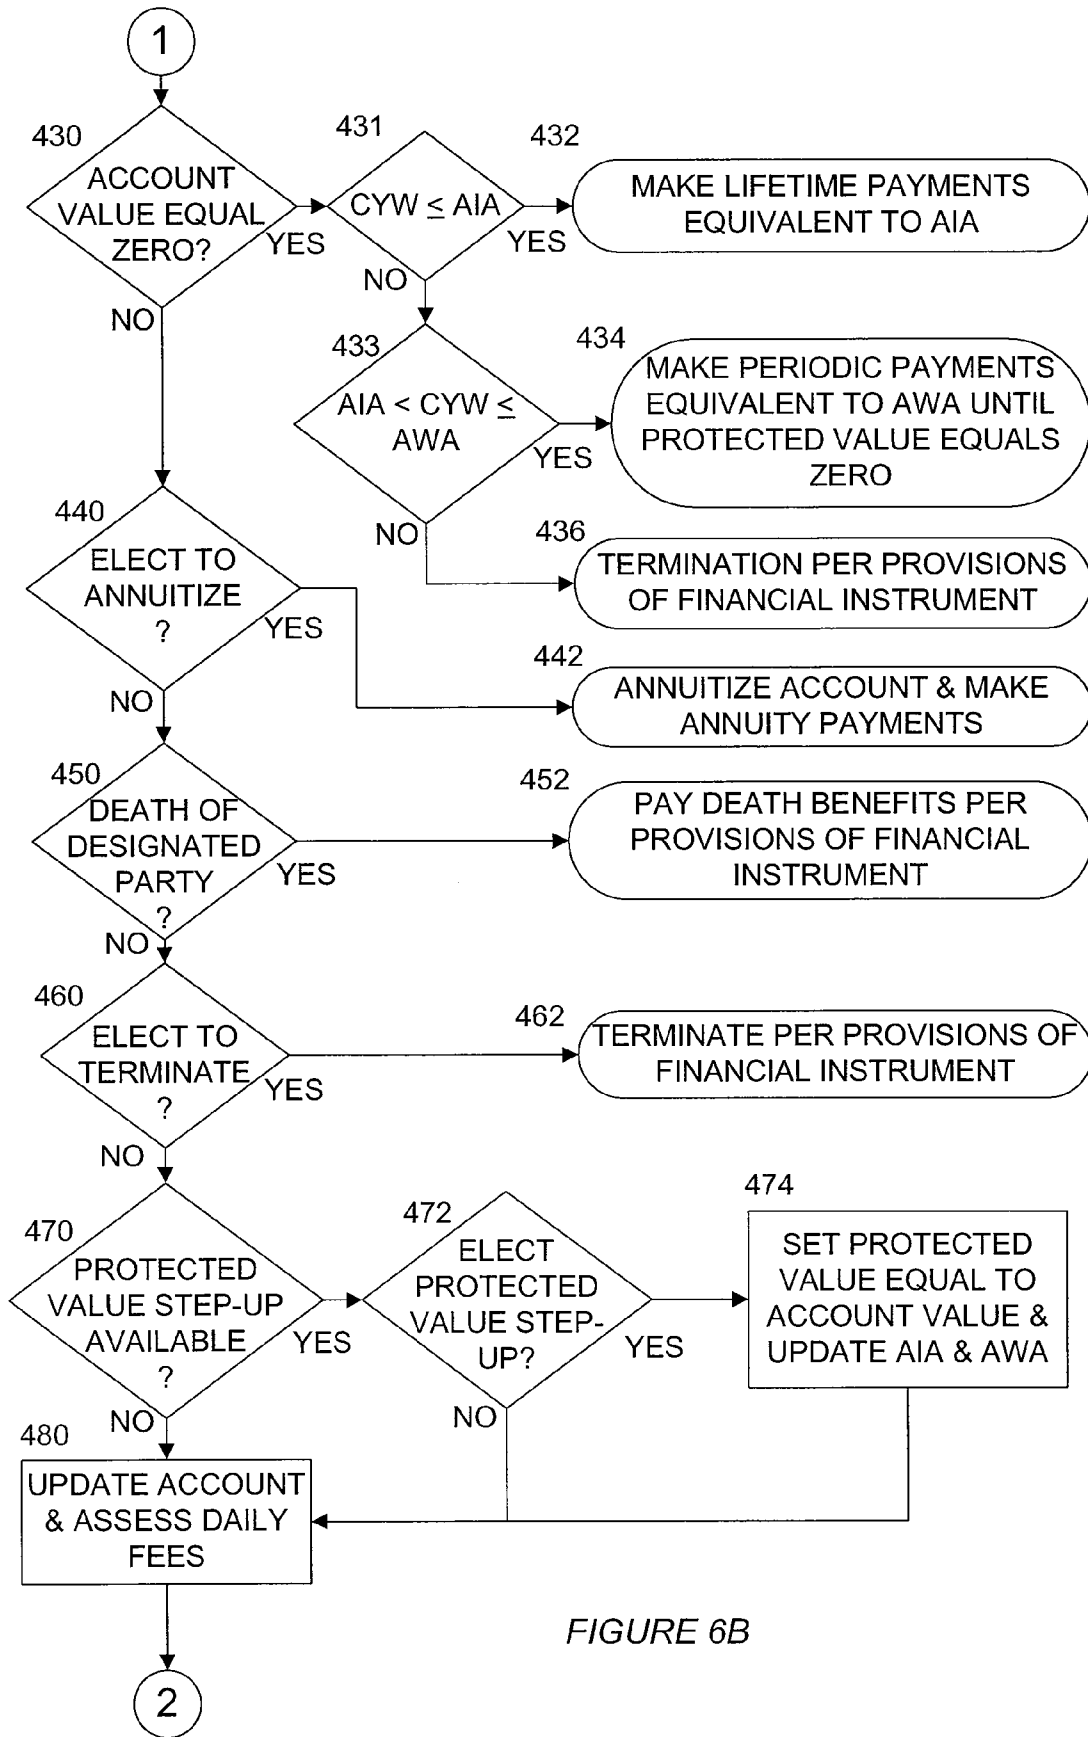 1
430
ACCOUNT
VALUE EQUAL
ZERO?
YES
NO
431
CYW ≤ AIA
YES
NO
432
MAKE LIFETIME PAYMENTS
EQUIVALENT TO AIA
433
AIA < CYW ≤
AWA
YES
NO
434
MAKE PERIODIC PAYMENTS
EQUIVALENT TO AWA UNTIL
PROTECTED VALUE EQUALS
ZERO
436
TERMINATION PER PROVISIONS
OF FINANCIAL INSTRUMENT
440
ELECT TO
ANNUITIZE
?
YES
NO
442
ANNUITIZE ACCOUNT & MAKE
ANNUITY PAYMENTS
450
DEATH OF
DESIGNATED
PARTY
?
YES
NO
452
PAY DEATH BENEFITS PER
PROVISIONS OF FINANCIAL
INSTRUMENT
460
ELECT TO
TERMINATE
?
YES
NO
462
TERMINATE PER PROVISIONS OF
FINANCIAL INSTRUMENT
470
PROTECTED
VALUE STEP-UP
AVAILABLE
?
YES
NO
472
ELECT
PROTECTED
VALUE STEP-
UP?
YES
NO
474
SET PROTECTED
VALUE EQUAL TO
ACCOUNT VALUE &
UPDATE AIA & AWA
480
UPDATE ACCOUNT
& ASSESS DAILY
FEES
2
FIGURE 6B